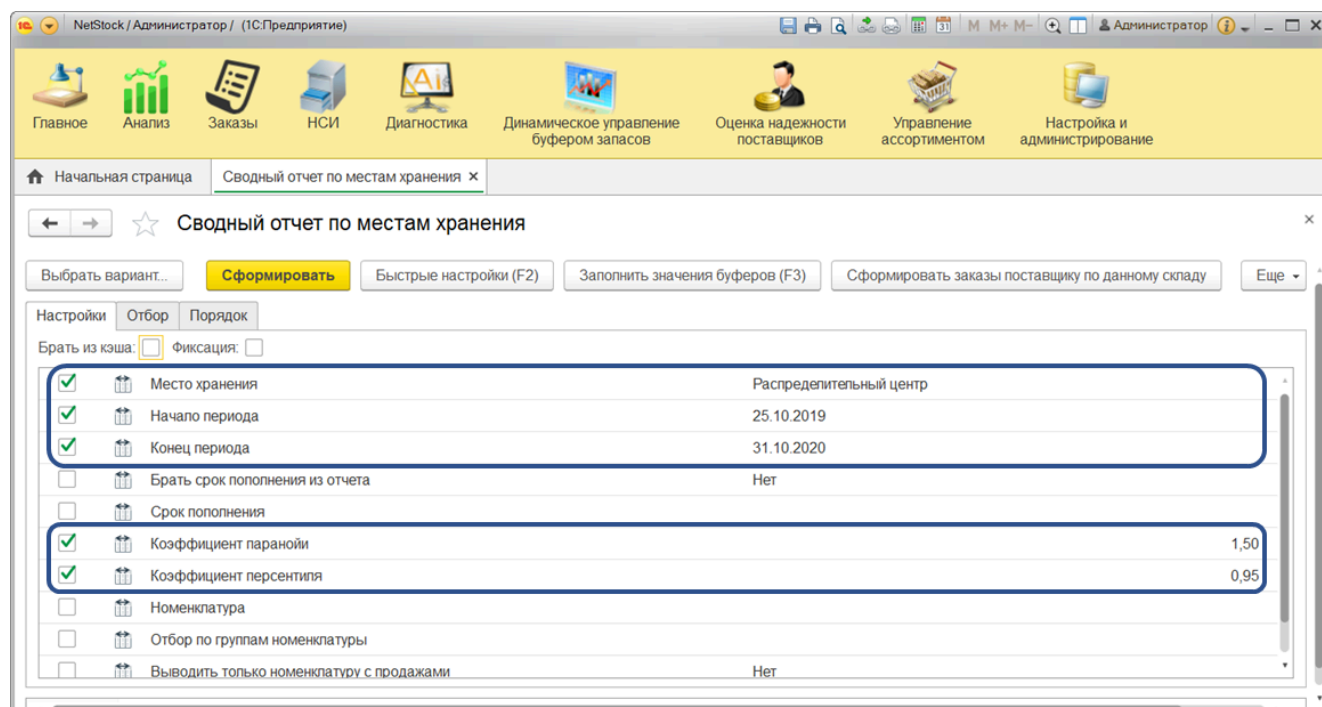 NetStock / Администратор / (1С:Предприятие)
M M+ M- Администратор
Главное Анализ Заказы НСИ Диагностика Динамическое управление буфером запасов Оценка надежности поставщиков Управление ассортиментом Настройка и администрирование
Начальная страница Сводный отчет по местам хранения ×
Сводный отчет по местам хранения
Выбрать вариант... Сформировать Быстрые настройки (F2) Заполнить значения буферов (F3) Сформировать заказы поставщику по данному складу Еще
Настройки Отбор Порядок
Брать из кэша: Фиксация:
Место хранения Распределительный центр
Начало периода 25.10.2019
Конец периода 31.10.2020
Брать срок пополнения из отчета Нет
Срок пополнения
Коэффициент паранойи 1,50
Коэффициент персентиля 0,95
Номенклатура
Отбор по группам номенклатуры
Выводить только номенклатуру с продажами Нет